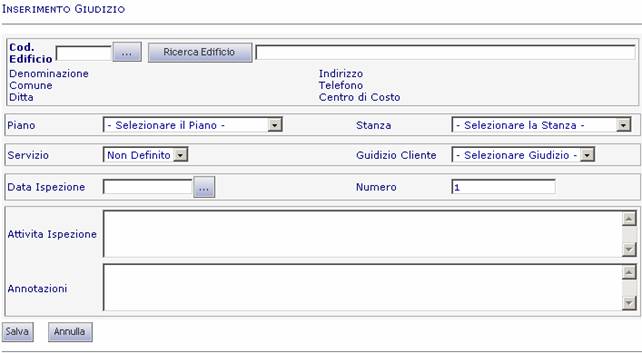 INSERIMENTO GIUDIZIO
Cod. Edificio ... Ricerca Edificio
Denominazione Indirizzo
Comune Telefono
Ditta Centro di Costo
Piano - Selezionare il Piano - Stanza - Selezionare la Stanza -
Servizio Non Definito Guidizio Cliente - Selezionare Giudizio -
Data Ispezione ... Numero 1
Attivita Ispezione
Annotazioni
Salva Annulla